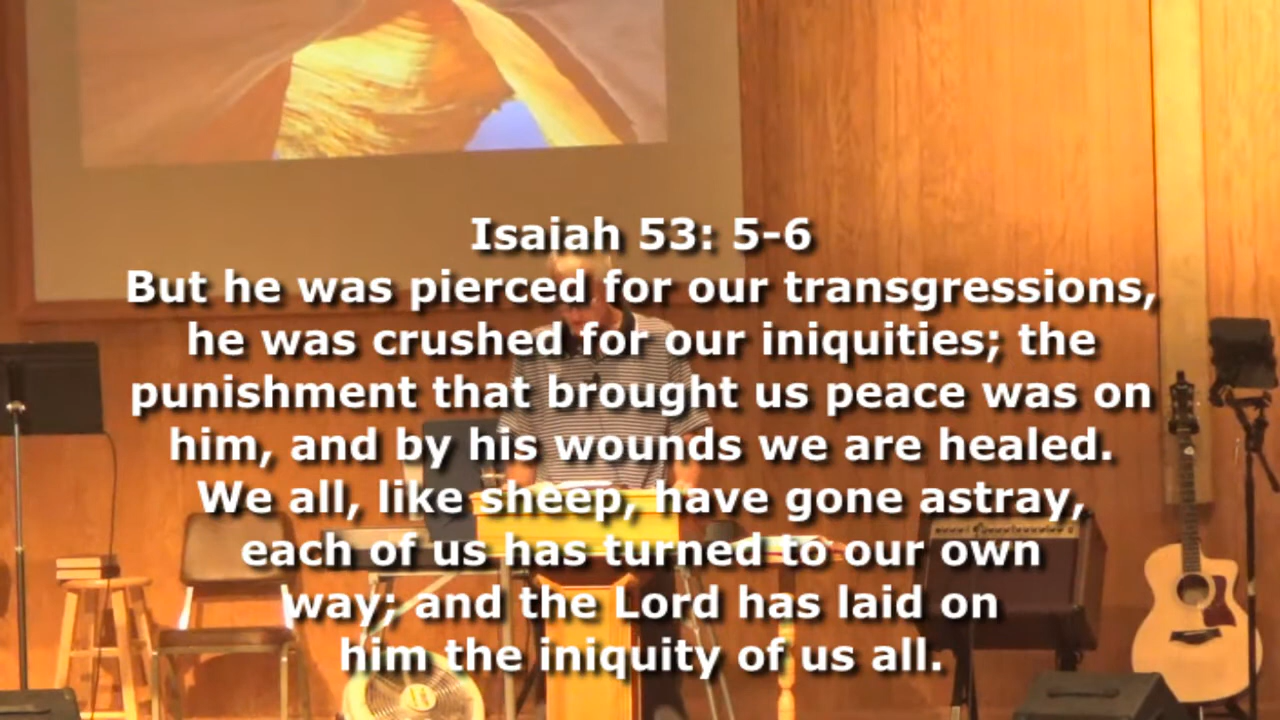 Isaiah 53: 5-6
But he was pierced for our transgressions,
he was crushed for our iniquities; the
punishment that brought us peace was on
him, and by his wounds we are healed.
We all, like sheep, have gone astray,
each of us has turned to our own
way; and the Lord has laid on
him the iniquity of us all.